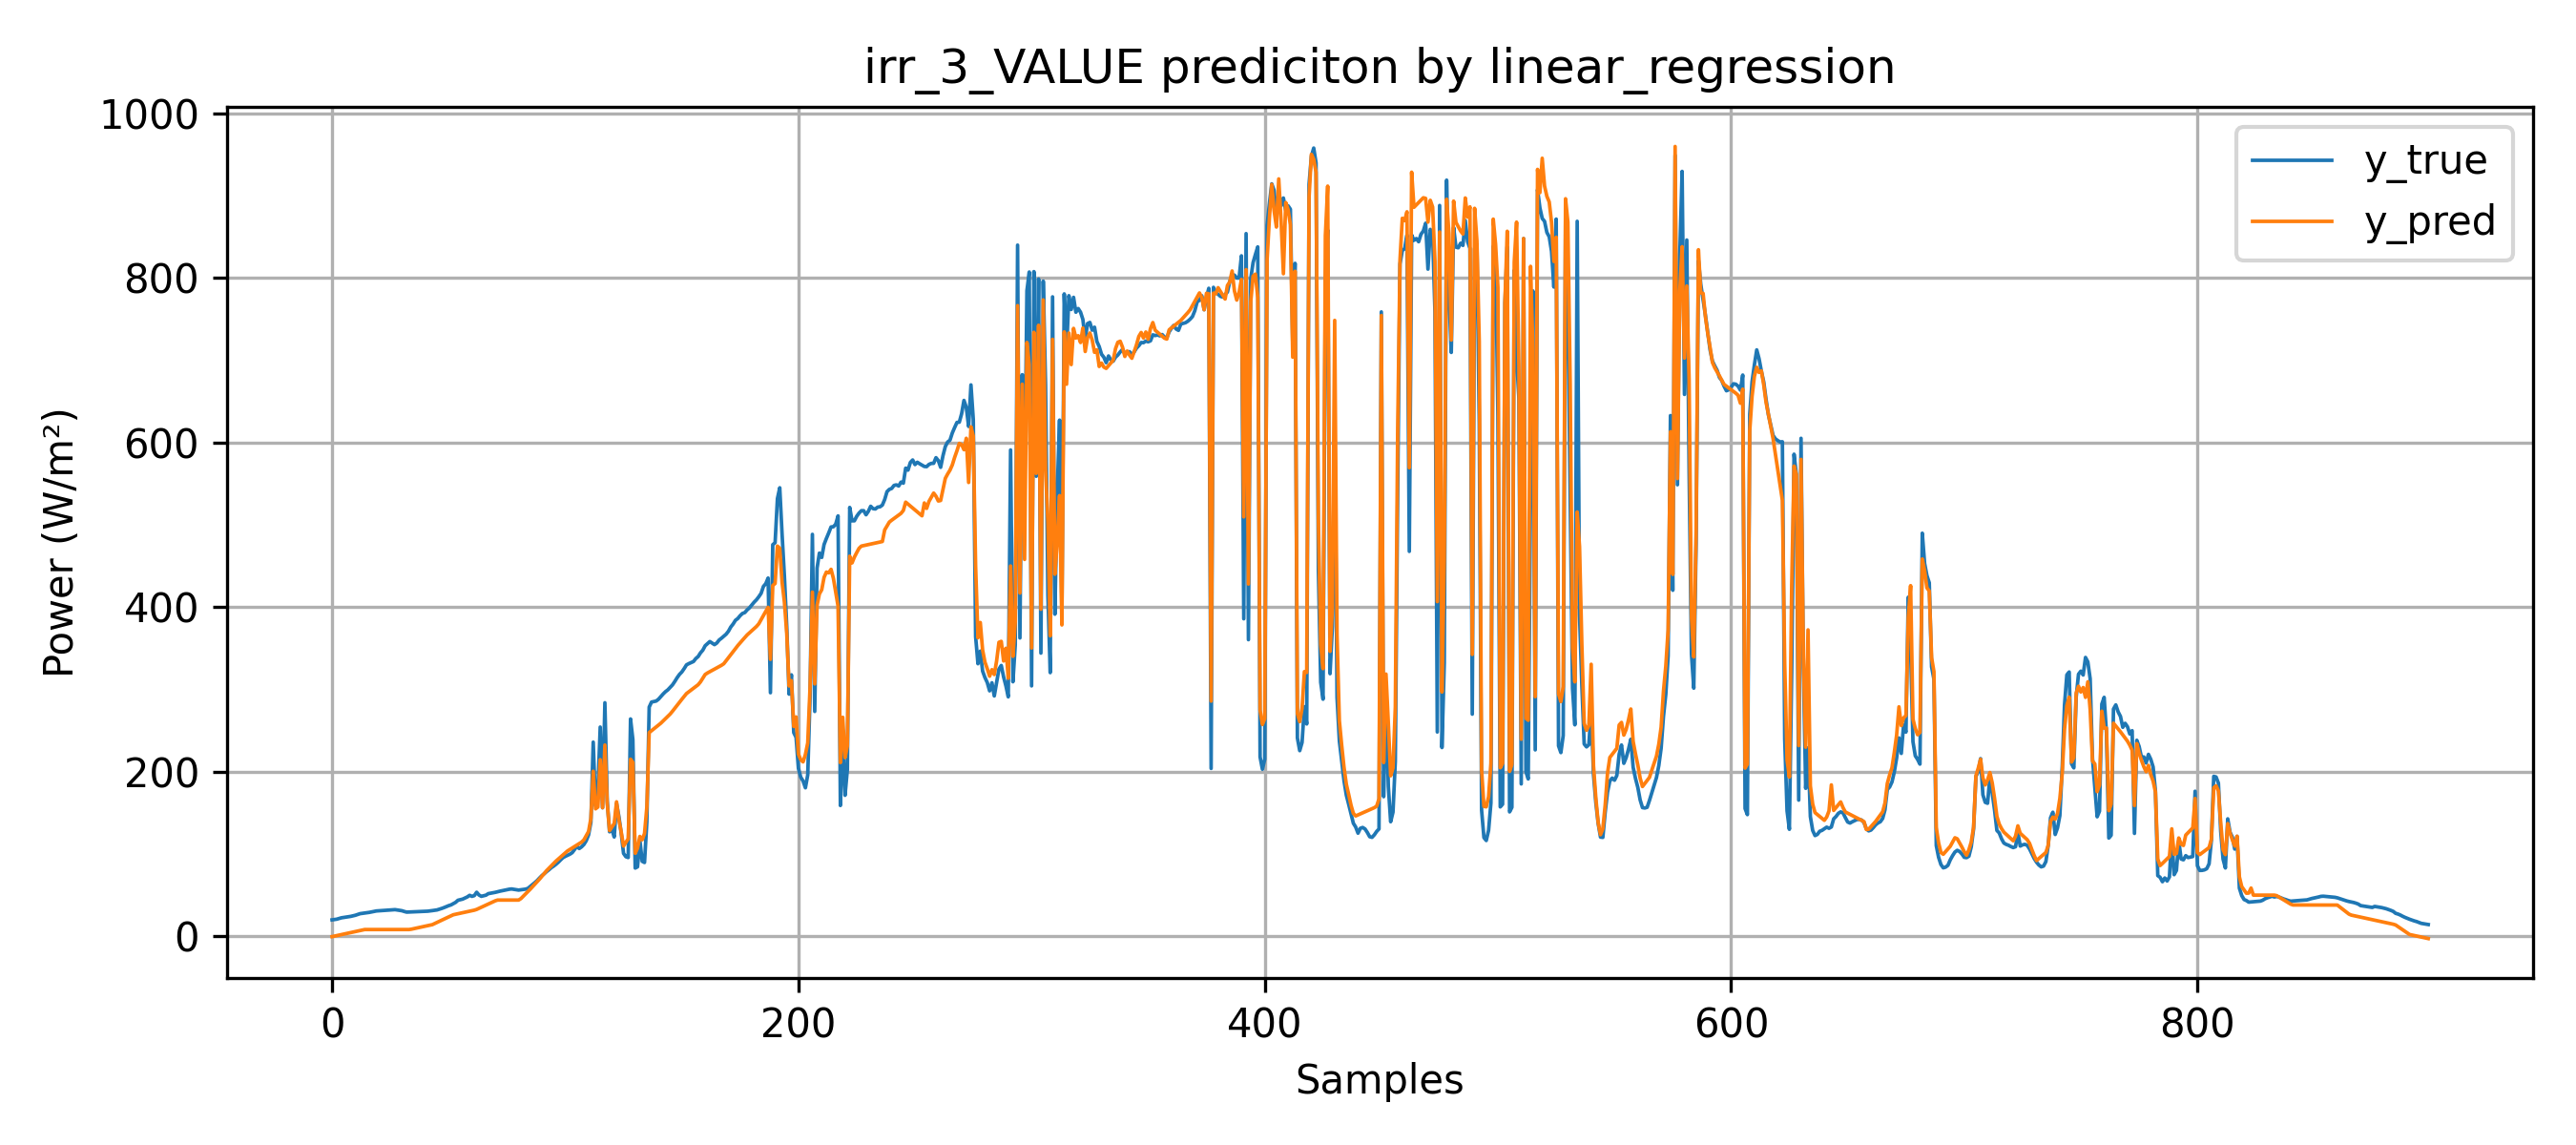 irr_3_VALUE prediciton by linear_regression
1000
800
600
400
200
0
Power (W/m²)
y_true
y_pred
0 200 400 600 800
Samples